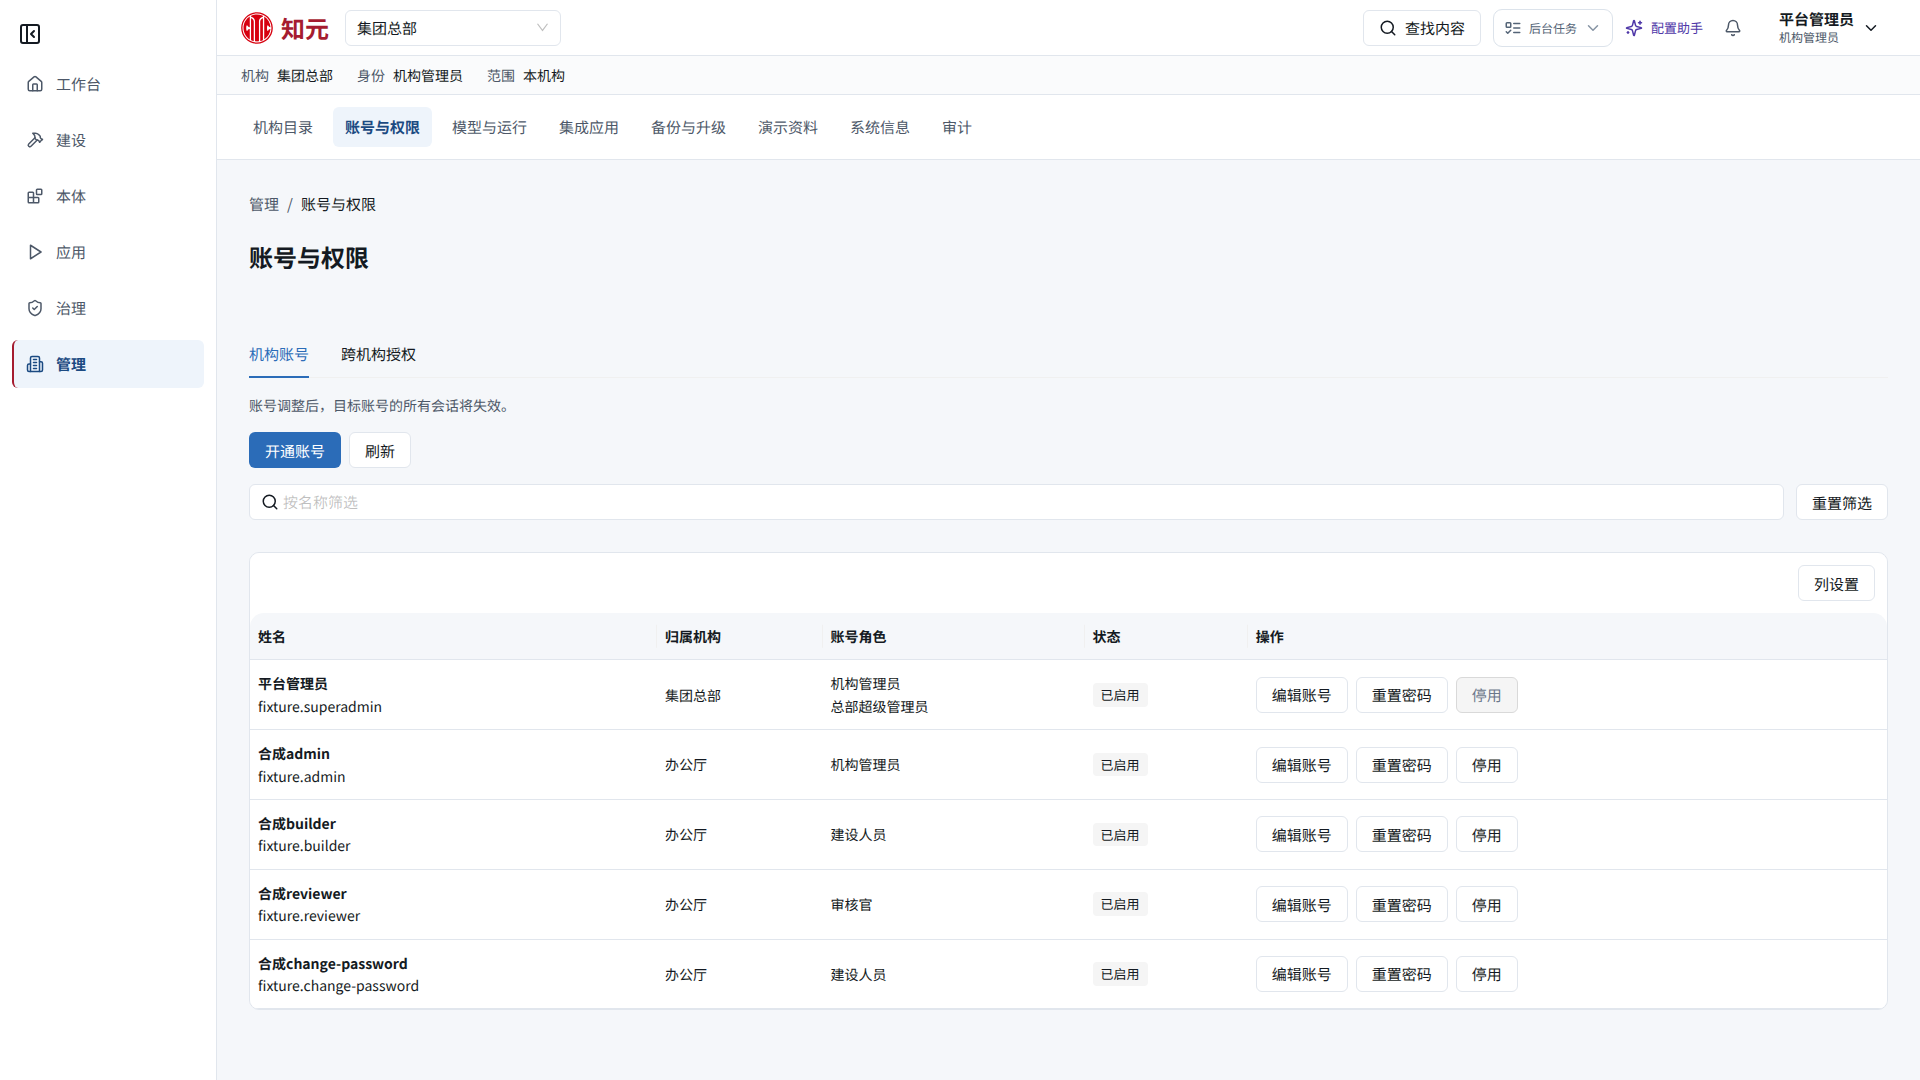 知元
集团总部
查找内容
后台任务
配置助手
平台管理员
机构管理员
工作台
建设
本体
应用
治理
管理
机构 集团总部 身份 机构管理员 范围 本机构
机构目录 账号与权限 模型与运行 集成应用 备份与升级 演示资料 系统信息 审计
管理 / 账号与权限
账号与权限
机构账号 跨机构授权
账号调整后，目标账号的所有会话将失效。
开通账号 刷新
按名称筛选 重置筛选
列设置
姓名 归属机构 账号角色 状态 操作
平台管理员
fixture.superadmin
集团总部
机构管理员
总部超级管理员
已启用 编辑账号 重置密码 停用
合成admin
fixture.admin
办公厅 机构管理员 已启用 编辑账号 重置密码 停用
合成builder
fixture.builder
办公厅 建设人员 已启用 编辑账号 重置密码 停用
合成reviewer
fixture.reviewer
办公厅 审核官 已启用 编辑账号 重置密码 停用
合成change-password
fixture.change-password
办公厅 建设人员 已启用 编辑账号 重置密码 停用